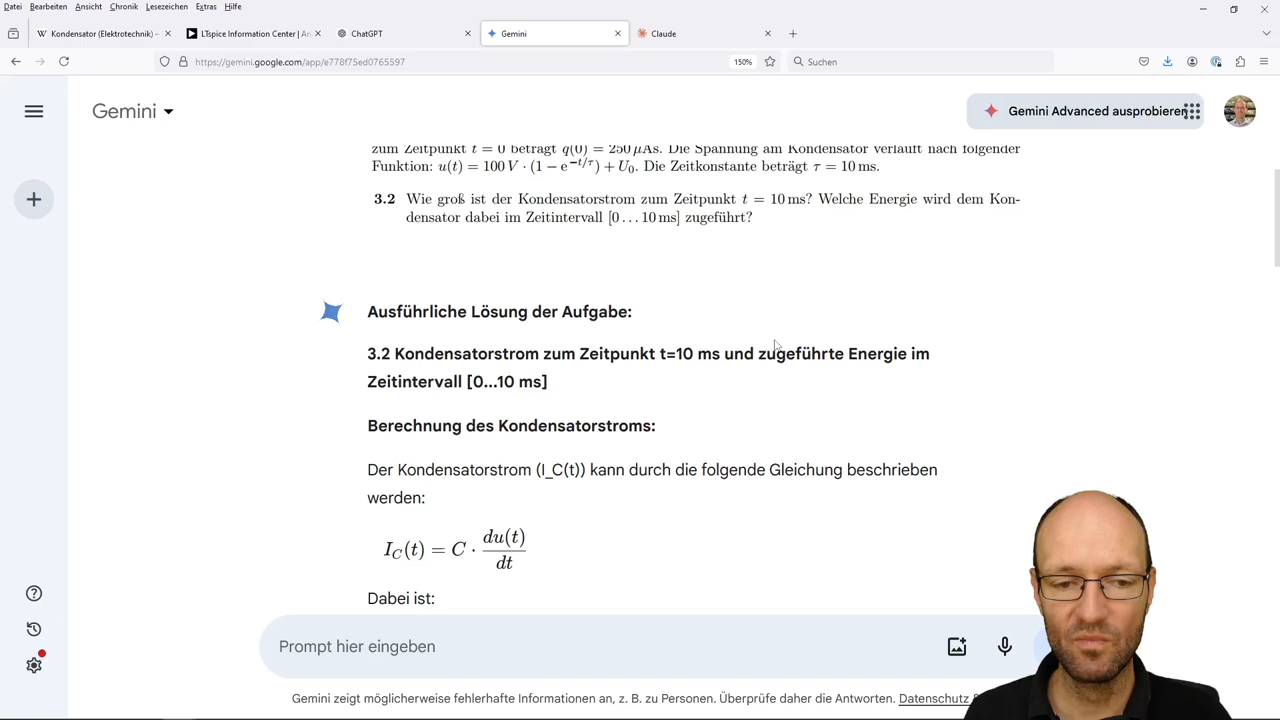 Datei Bearbeiten Ansicht Chronik Lesezeichen Extras Hilfe
W Kondensator (Elektrotechnik) – × LTspice Information Center | An × ChatGPT × Gemini × Claude × +
https://gemini.google.com/app/e778f75ed0765597 150% Suchen
Gemini Gemini Advanced ausprobieren
zum Zeitpunkt t = 0 beträgt q(0) = 250 µAs. Die Spannung am Kondensator verläuft nach folgender
Funktion: u(t) = 100 V · (1 − e^−t/τ) + U₀. Die Zeitkonstante beträgt τ = 10 ms.
3.2 Wie groß ist der Kondensatorstrom zum Zeitpunkt t = 10 ms? Welche Energie wird dem Kon-
densator dabei im Zeitintervall [0 . . . 10 ms] zugeführt?
Ausführliche Lösung der Aufgabe:
3.2 Kondensatorstrom zum Zeitpunkt t=10 ms und zugeführte Energie im
Zeitintervall [0...10 ms]
Berechnung des Kondensatorstroms:
Der Kondensatorstrom (I_C(t)) kann durch die folgende Gleichung beschrieben
werden:
I_C(t) = C · du(t)/dt
Dabei ist:
Prompt hier eingeben
Gemini zeigt möglicherweise fehlerhafte Informationen an, z. B. zu Personen. Überprüfe daher die Antworten. Datenschutz